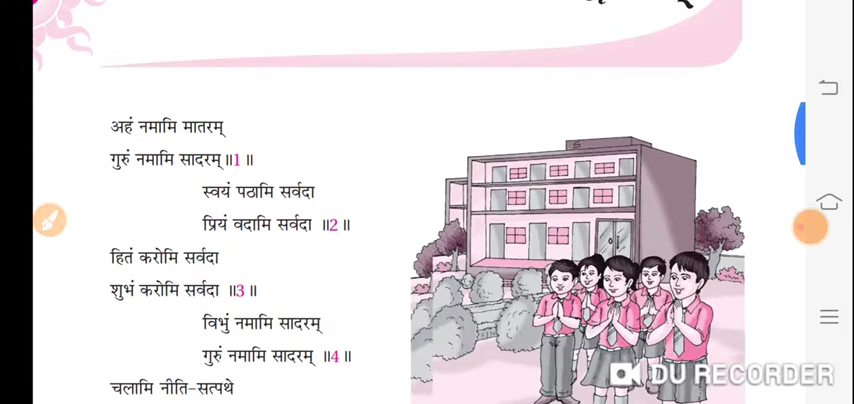 अहं नमामि मातरम्
गुरुं नमामि सादरम् ॥1॥
स्वयं पठामि सर्वदा
प्रियं वदामि सर्वदा ॥2॥
हितं करोमि सर्वदा
शुभं करोमि सर्वदा ॥3॥
विभुं नमामि सादरम्
गुरुं नमामि सादरम् ॥4॥
चलामि नीति-सत्पथे
DU RECORDER